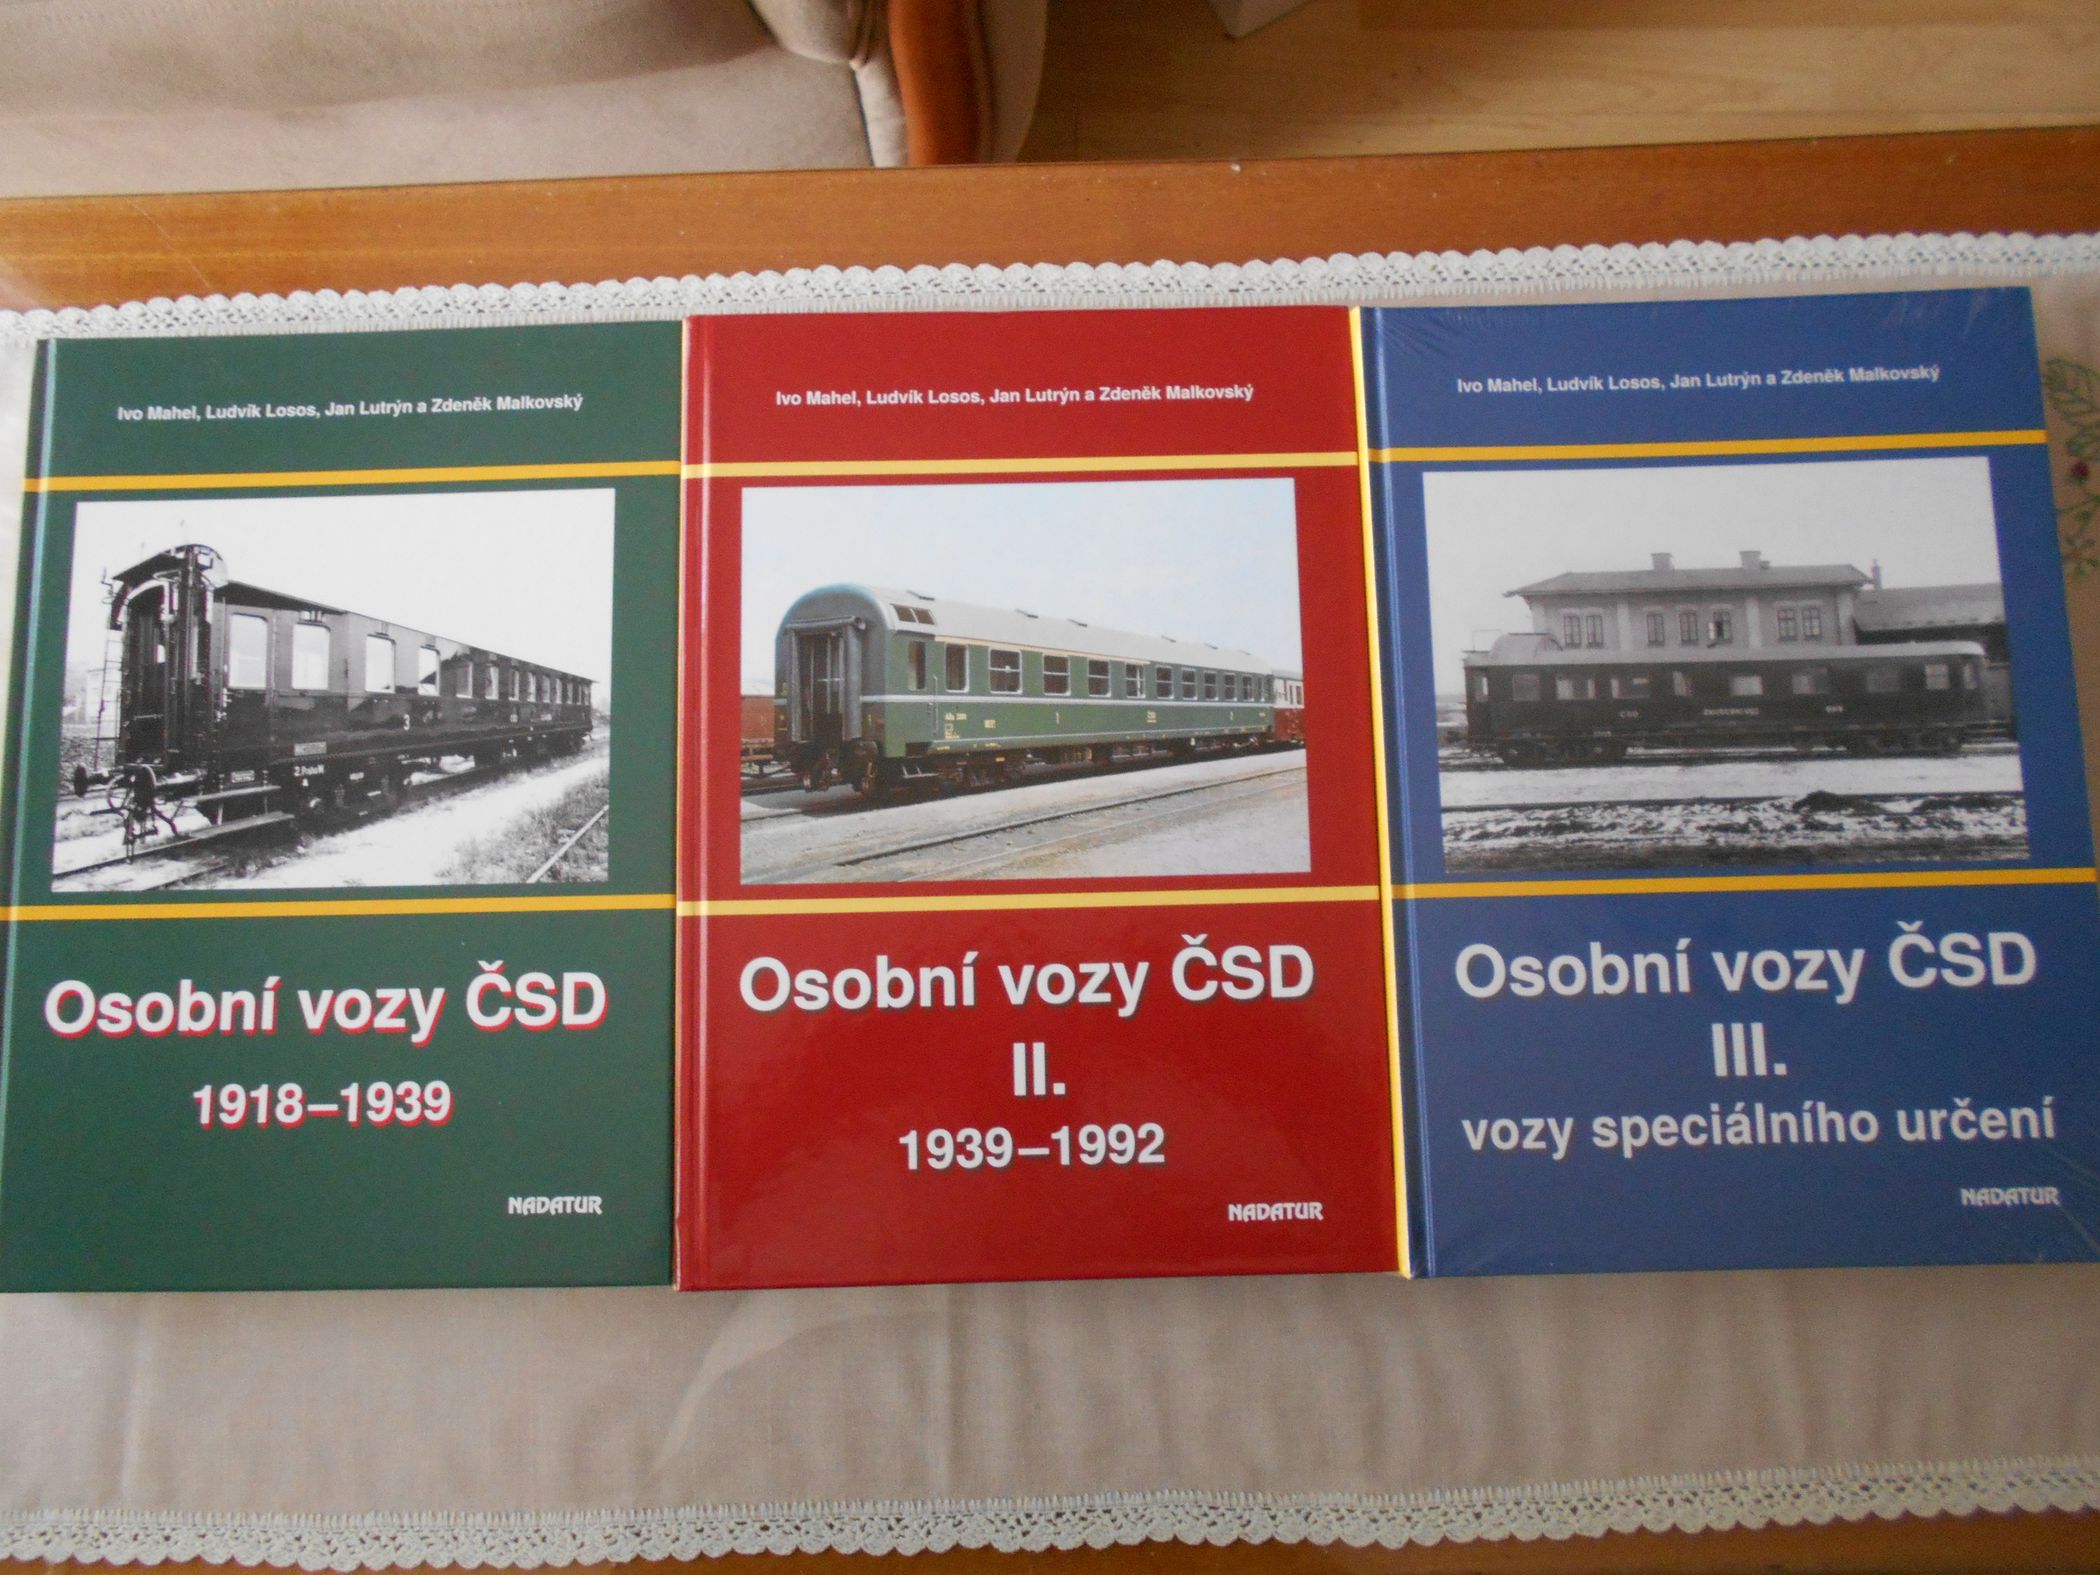 Ivo Mahel, Ludvík Losos, Jan Lutrýn a Zdeněk Malkovský
3
Osobní vozy ČSD
1918–1939
NADATUR
Ivo Mahel, Ludvík Losos, Jan Lutrýn a Zdeněk Malkovský
Osobní vozy ČSD
II.
1939–1992
NADATUR
Ivo Mahel, Ludvík Losos, Jan Lutrýn a Zdeněk Malkovský
Osobní vozy ČSD
III.
vozy speciálního určení
NADATUR